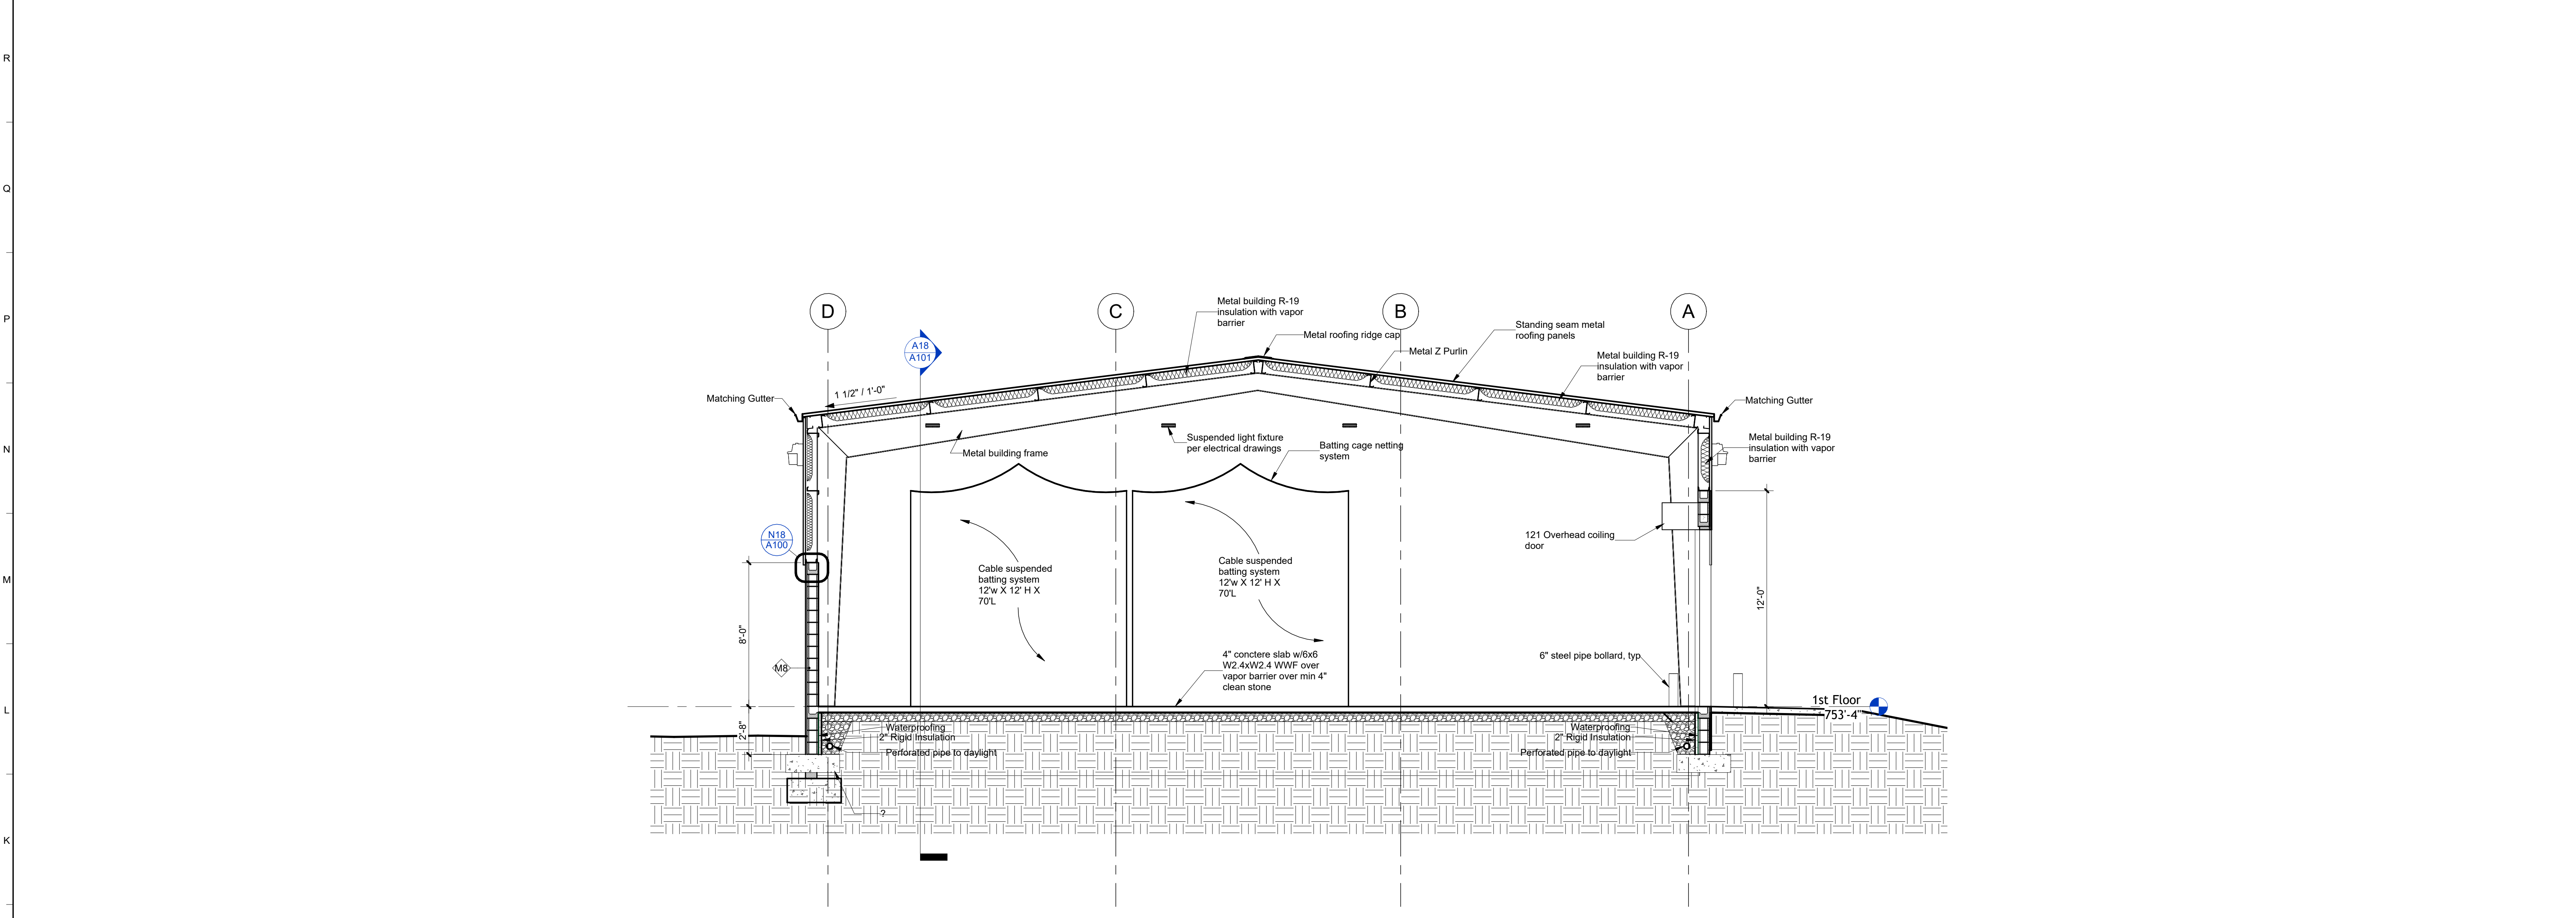 R
Q
P
N
M
L
K
D
C
B
A
A18
A101
Metal building R-19
insulation with vapor
barrier
Metal roofing ridge cap
Metal Z Purlin
Standing seam metal
roofing panels
Metal building R-19
insulation with vapor
barrier
1 1/2" / 1'-0"
Matching Gutter
Matching Gutter
Suspended light fixture
per electrical drawings
Batting cage netting
system
Metal building R-19
insulation with vapor
barrier
Metal building frame
N18
A100
121 Overhead coiling
door
Cable suspended
batting system
12'w X 12' H X
70'L
Cable suspended
batting system
12'w X 12' H X
70'L
8'-0"
12'-0"
M8
4" conctere slab w/6x6
W2.4xW2.4 WWF over
vapor barrier over min 4"
clean stone
6" steel pipe bollard, typ
1st Floor
753'-4"
2'-8"
Waterproofing
2" Rigid Insulation
Perforated pipe to daylight
Waterproofing
2" Rigid Insulation
Perforated pipe to daylight
?